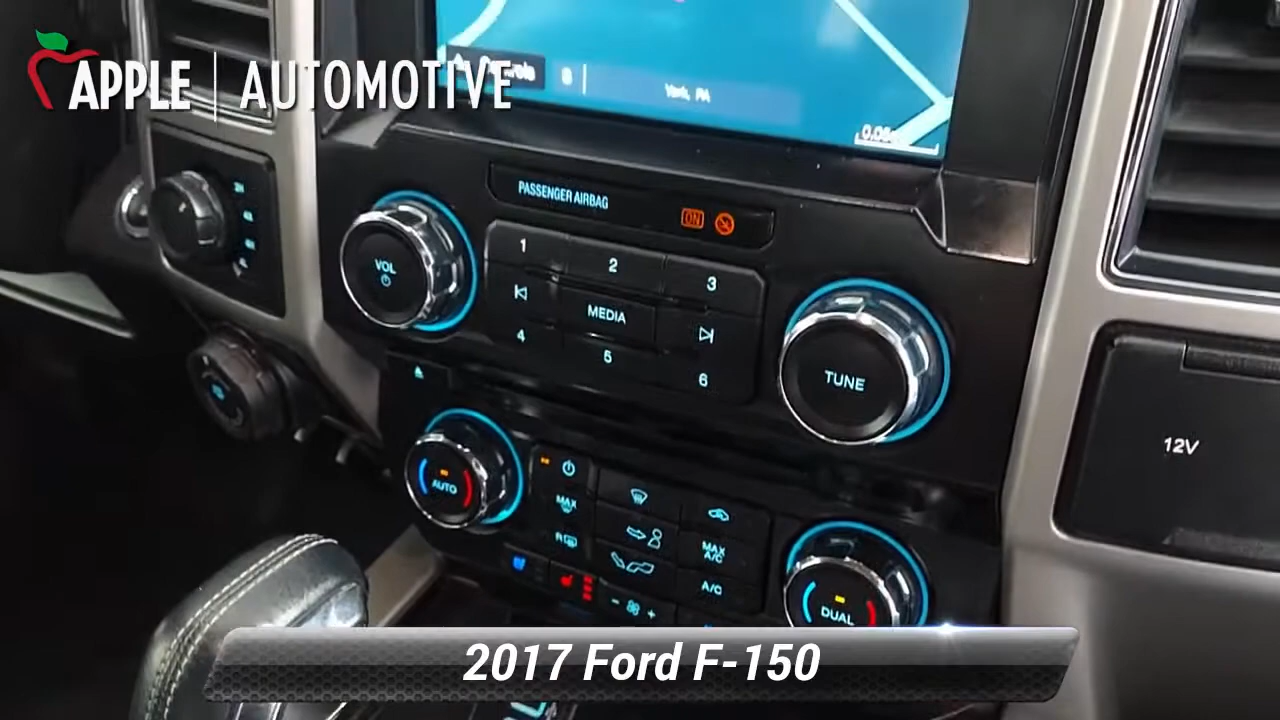 APPLE | AUTOMOTIVE
York, PA
PASSENGER AIRBAG
ON
2H
VOL
1 2 3
MEDIA
4 5 6
TUNE
12V
AUTO
MAX
R
MAX A/C
A/C
- +
DUAL
2017 Ford F-150